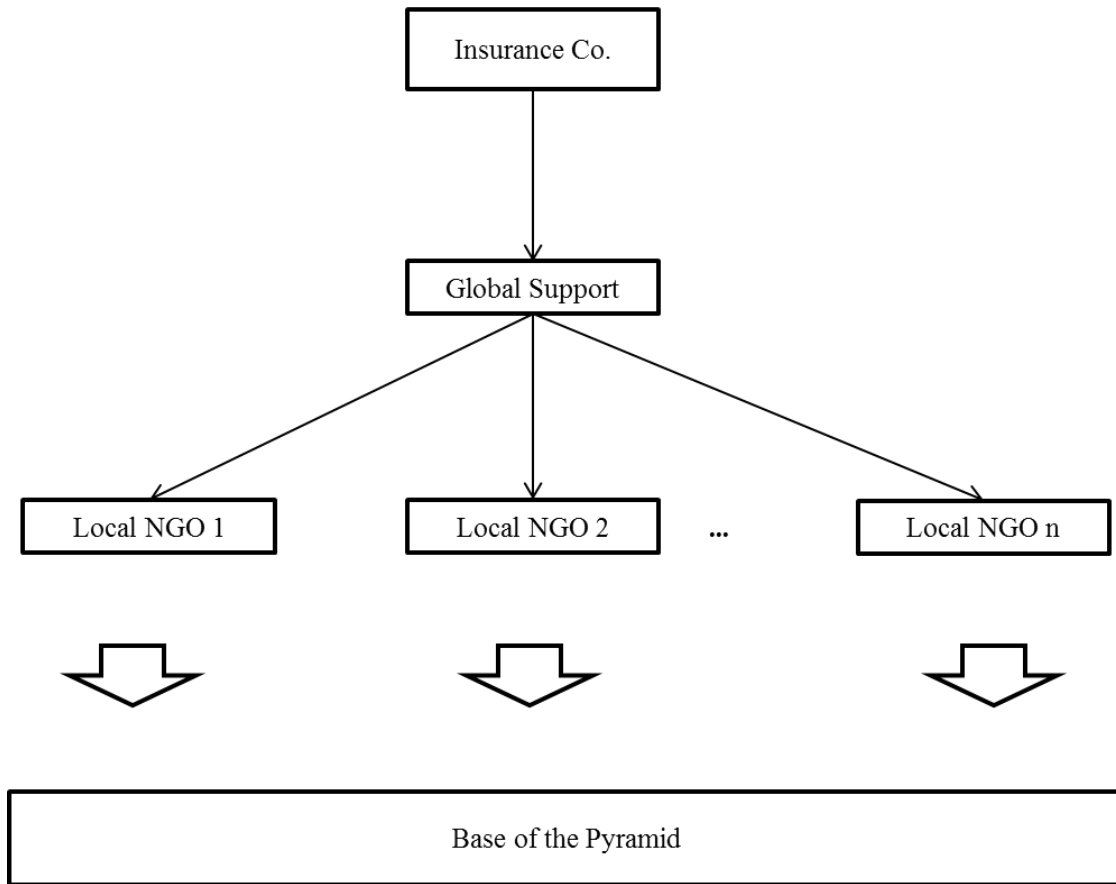 Insurance Co.
Global Support
Local NGO 1
Local NGO 2
...
Local NGO n
Base of the Pyramid